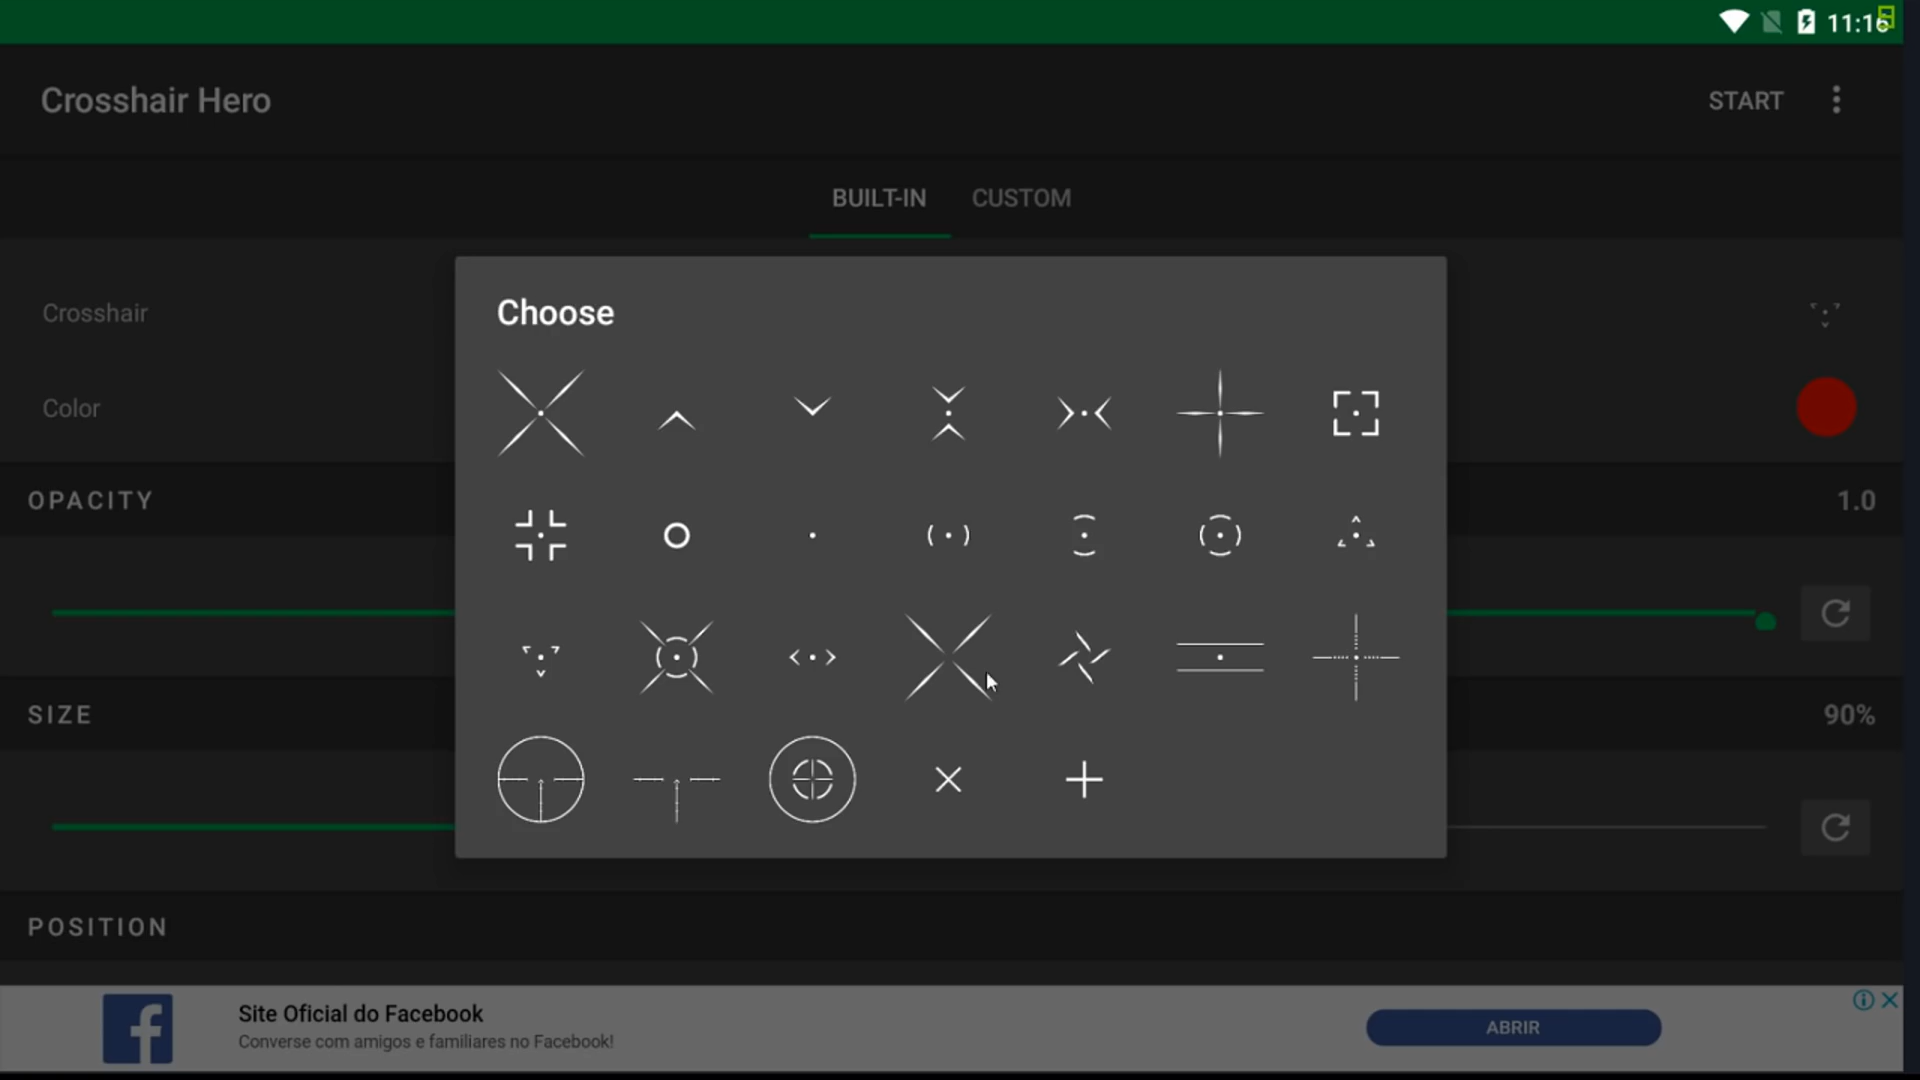 11:16
Crosshair Hero
START
BUILT-IN
CUSTOM
Choose
Crosshair
Color
OPACITY
1.0
SIZE
90%
POSITION
Site Oficial do Facebook
Converse com amigos e familiares no Facebook!
ABRIR